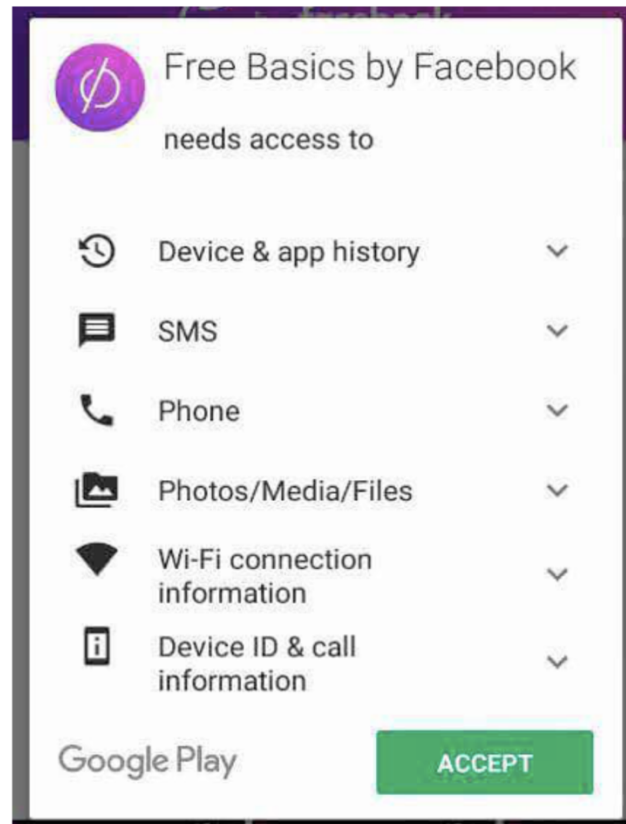 Free Basics by Facebook
needs access to
Device & app history
SMS
Phone
Photos/Media/Files
Wi-Fi connection
information
Device ID & call
information
Google Play
ACCEPT